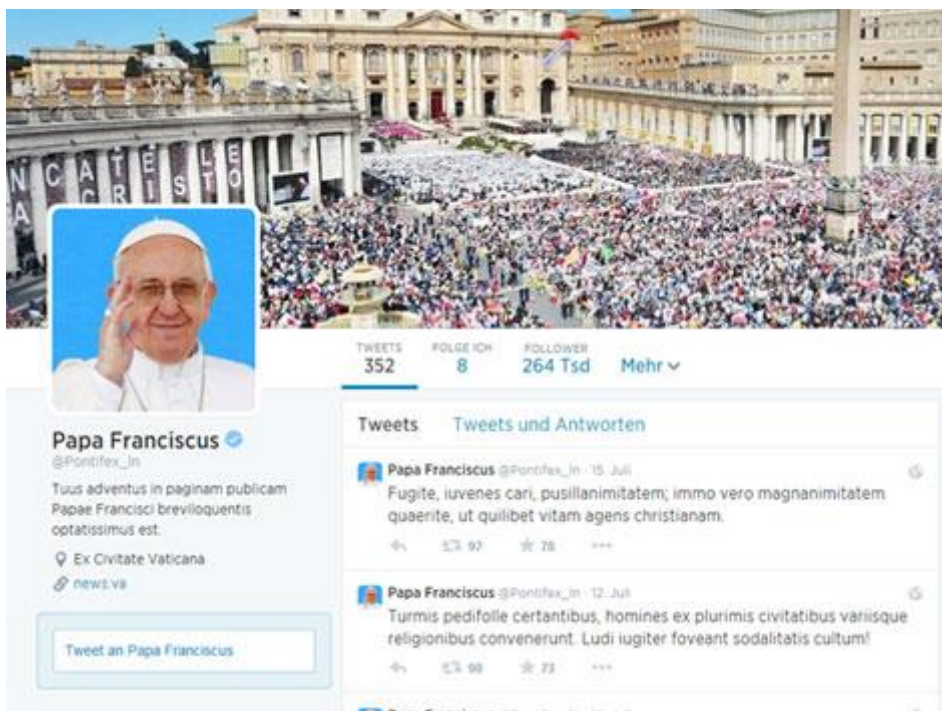 NCATE LE
A CRISTO
TWEETS
352
FOLGE ICH
8
FOLLOWER
264 Tsd
Mehr
Papa Franciscus
@Pontifex_ln
Tuus adventus in paginam publicam
Papae Francisci breviloquentis
optatissimus est.
Ex Civitate Vaticana
news.va
Tweet an Papa Franciscus
Tweets Tweets und Antworten
Papa Franciscus @Pontifex_ln · 15. Juli
Fugite, iuvenes cari, pusillanimitatem; immo vero magnanimitatem
quaerite, ut quilibet vitam agens christianam.
97 78
Papa Franciscus @Pontifex_ln · 12. Juli
Turmis pedifolle certantibus, homines ex plurimis civitatibus variisque
religionibus convenerunt. Ludi iugiter foveant sodalitatis cultum!
98 73